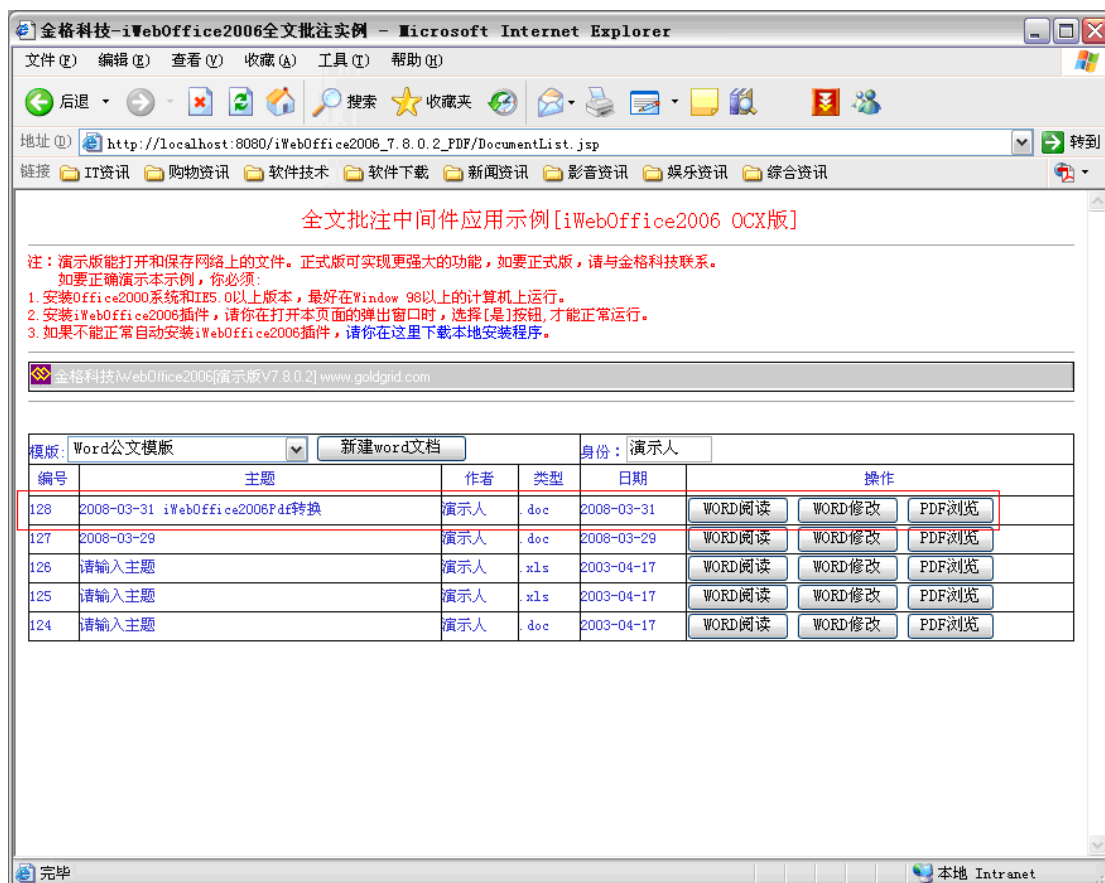 金格科技-iWebOffice2006全文批注实例 - Microsoft Internet Explorer
文件(F) 编辑(E) 查看(V) 收藏(A) 工具(T) 帮助(H)
后退 搜索 收藏夹
地址(D) http://localhost:8080/iWebOffice2006_7.8.0.2_PDF/DocumentList.jsp 转到
链接 IT资讯 购物资讯 软件技术 软件下载 新闻资讯 影音资讯 娱乐资讯 综合资讯
全文批注中间件应用示例[iWebOffice2006 OCX版]
注：演示版能打开和保存网络上的文件。正式版可实现更强大的功能，如要正式版，请与金格科技联系。
如要正确演示本示例，你必须:
1.安装Office2000系统和IE5.0以上版本，最好在Window 98以上的计算机上运行。
2.安装iWebOffice2006插件，请你在打开本页面的弹出窗口时，选择[是]按钮,才能正常运行。
3.如果不能正常自动安装iWebOffice2006插件，请你在这里下载本地安装程序。
金格科技iWebOffice2006[演示版V7.8.0.2] www.goldgrid.com
模版: Word公文模版 新建word文档 身份： 演示人
编号 主题 作者 类型 日期 操作
128 2008-03-31 iWebOffice2006Pdf转换 演示人 .doc 2008-03-31 WORD阅读 WORD修改 PDF浏览
127 2008-03-29 演示人 .doc 2008-03-29 WORD阅读 WORD修改 PDF浏览
126 请输入主题 演示人 .xls 2003-04-17 WORD阅读 WORD修改 PDF浏览
125 请输入主题 演示人 .xls 2003-04-17 WORD阅读 WORD修改 PDF浏览
124 请输入主题 演示人 .doc 2003-04-17 WORD阅读 WORD修改 PDF浏览
完毕 本地 Intranet